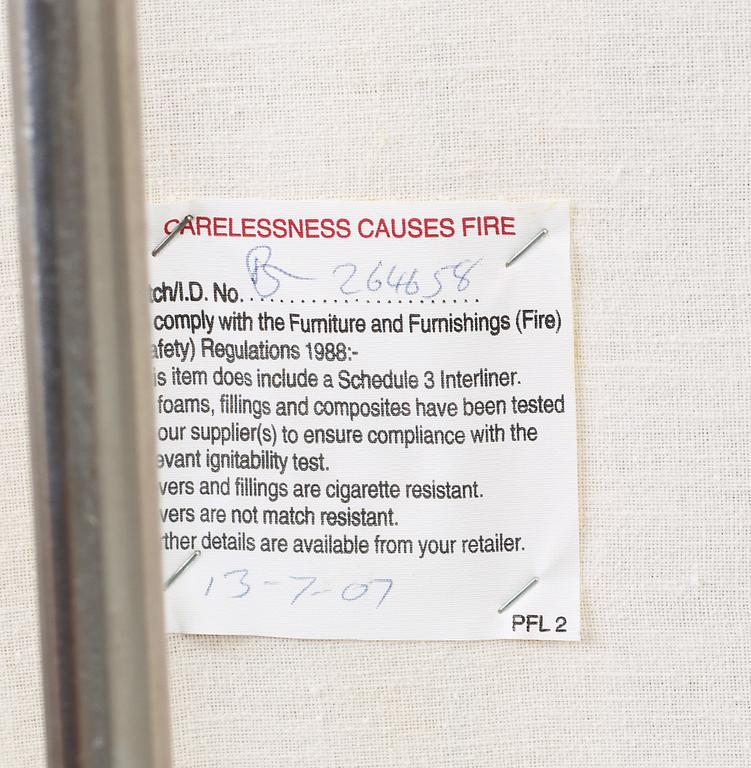 CARELESSNESS CAUSES FIRE
tch/I.D. No. B- 264658
comply with the Furniture and Furnishings (Fire)
afety) Regulations 1988:-
is item does include a Schedule 3 Interliner.
foams, fillings and composites have been tested
our supplier(s) to ensure compliance with the
evant ignitability test.
vers and fillings are cigarette resistant.
vers are not match resistant.
ther details are available from your retailer.
13-7-07
PFL 2